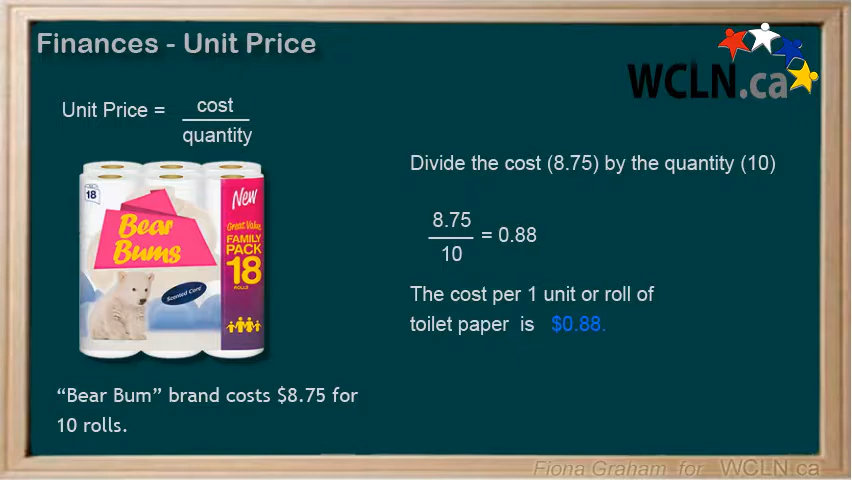 Finances - Unit Price
WCLN.ca
Unit Price = cost
quantity
18
New
Great Value
FAMILY
PACK
18
ROLLS
Bear
Bums
Scented Core
"Bear Bum" brand costs $8.75 for
10 rolls.
Divide the cost (8.75) by the quantity (10)
8.75
10
= 0.88
The cost per 1 unit or roll of
toilet paper is $0.88.
Fiona Graham for WCLN.ca